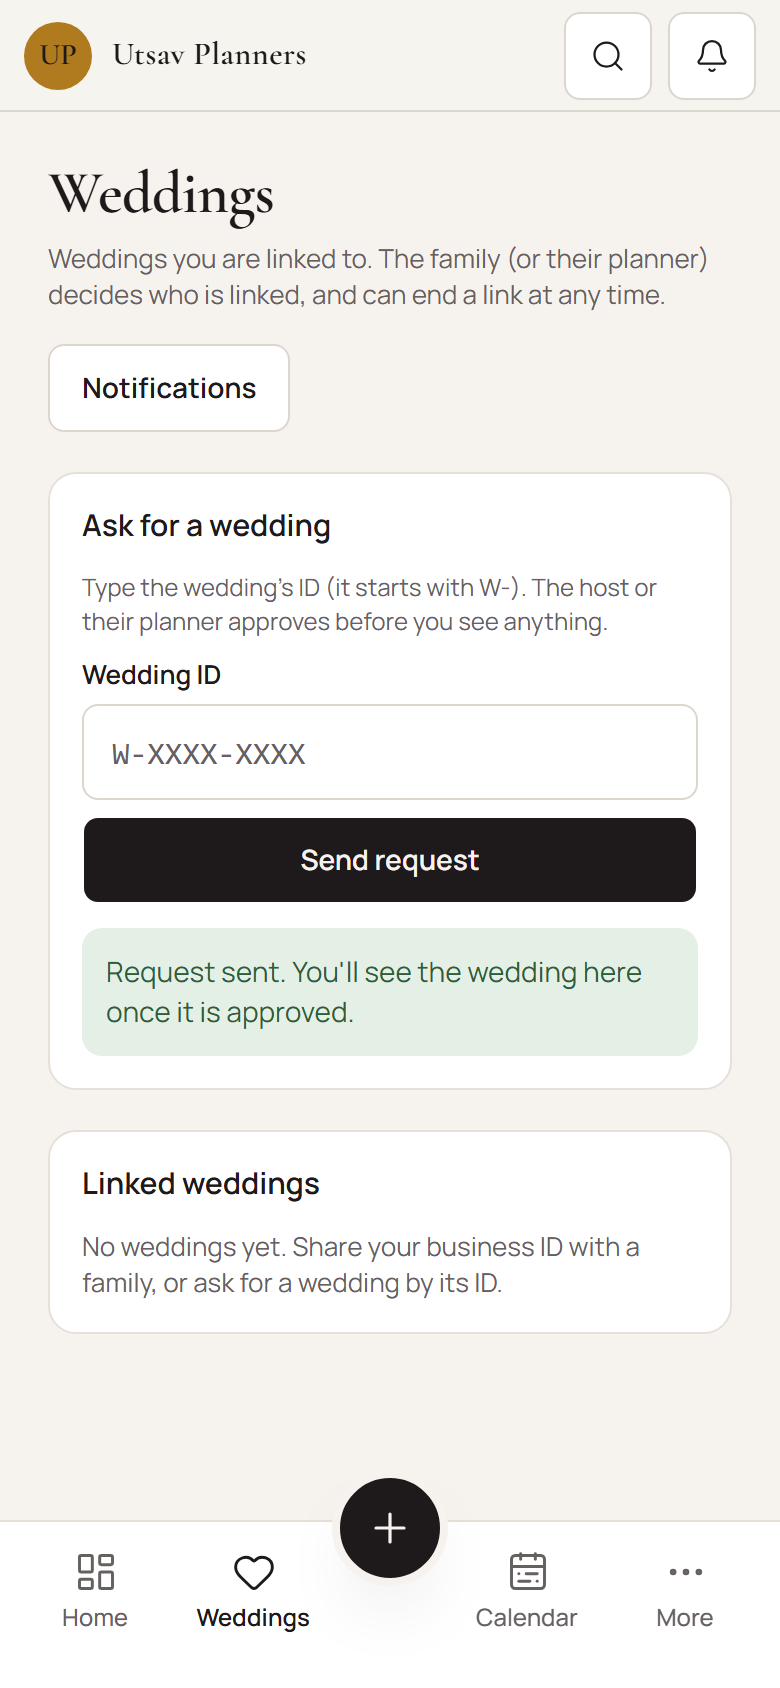 UP
Utsav Planners
Weddings
Weddings you are linked to. The family (or their planner)
decides who is linked, and can end a link at any time.
Notifications
Ask for a wedding
Type the wedding's ID (it starts with W-). The host or
their planner approves before you see anything.
Wedding ID
W-XXXX-XXXX
Send request
Request sent. You'll see the wedding here
once it is approved.
Linked weddings
No weddings yet. Share your business ID with a
family, or ask for a wedding by its ID.
Home
Weddings
Calendar
More